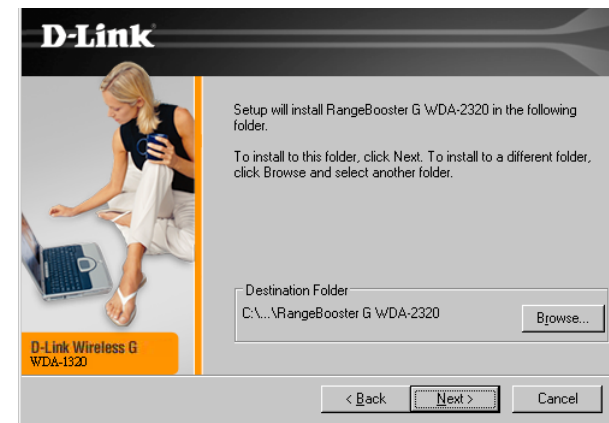 D-Link
Setup will install RangeBooster G WDA-2320 in the following
folder.
To install to this folder, click Next. To install to a different folder,
click Browse and select another folder.
Destination Folder
C:\...\RangeBooster G WDA-2320
Browse...
D-Link Wireless G
WDA-1320
< Back
Next >
Cancel